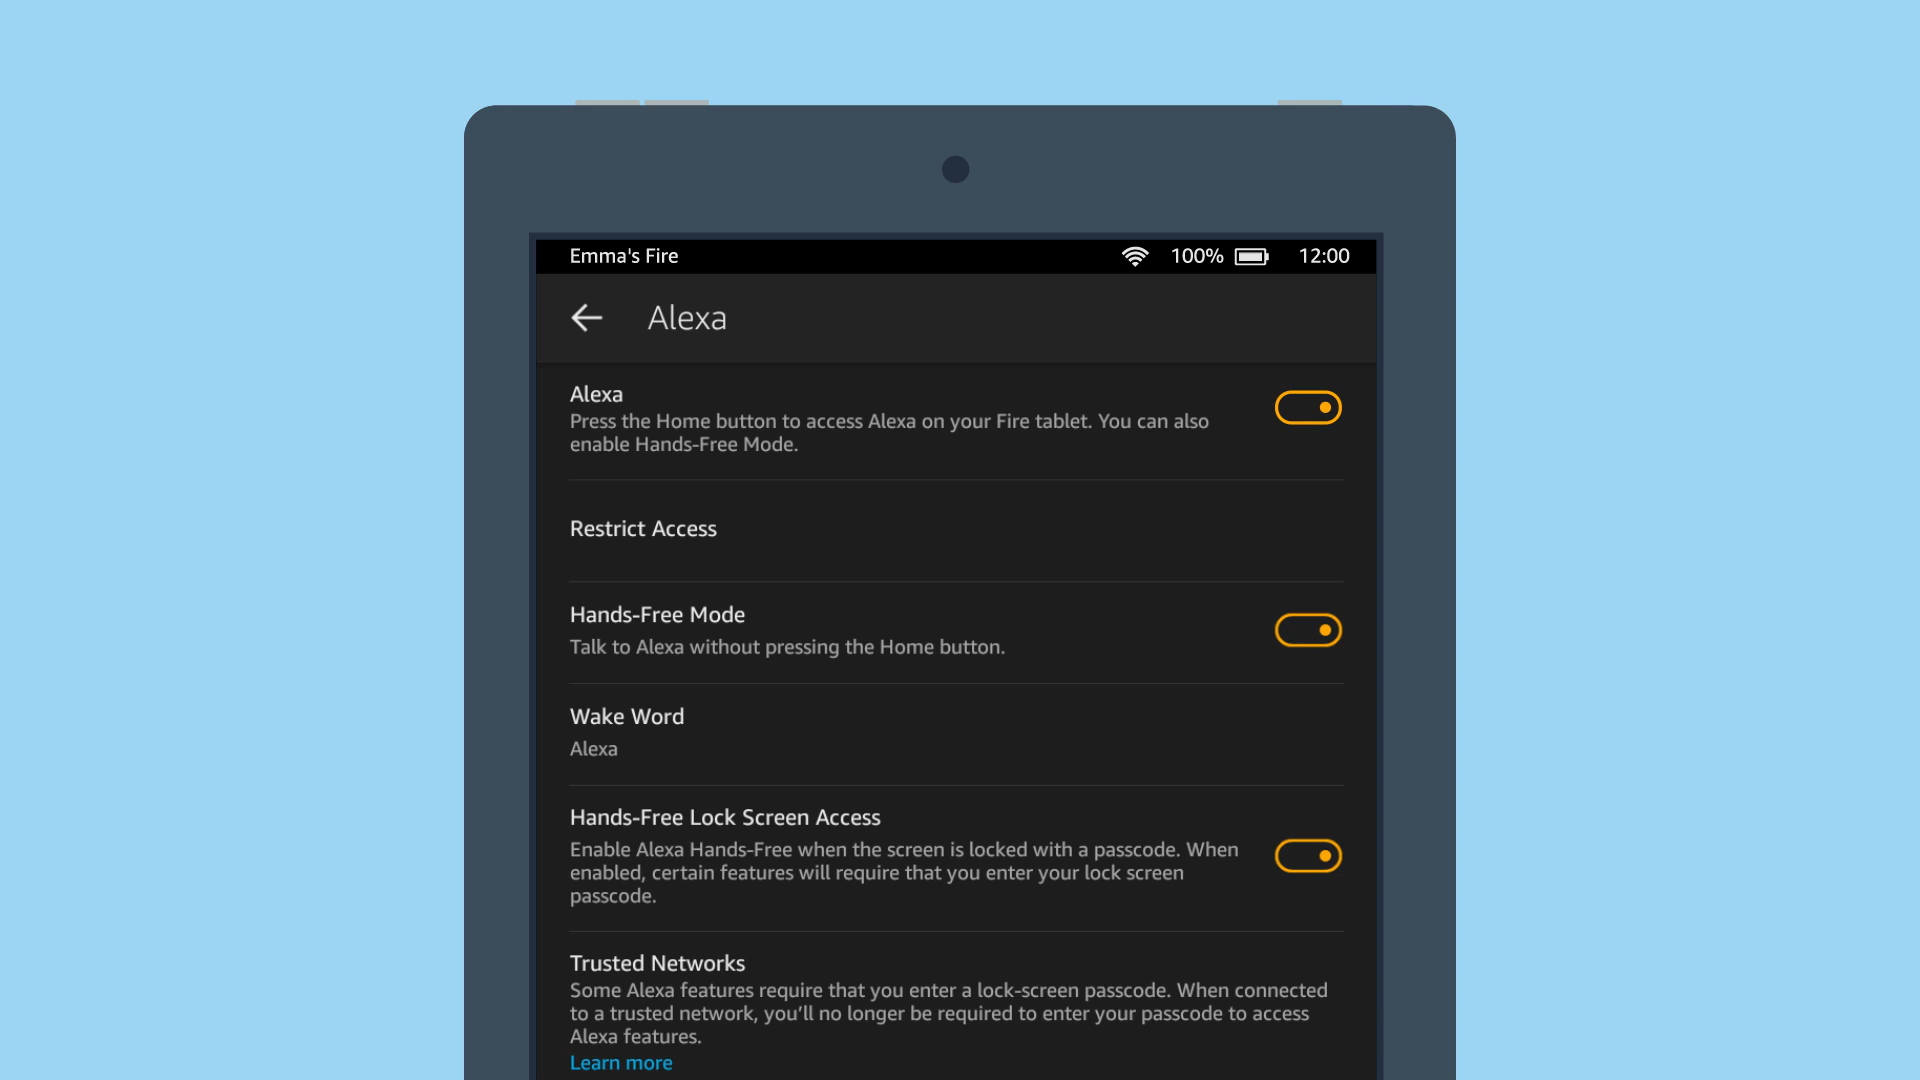 Emma's Fire 100% 12:00
Alexa
Alexa
Press the Home button to access Alexa on your Fire tablet. You can also
enable Hands-Free Mode.
Restrict Access
Hands-Free Mode
Talk to Alexa without pressing the Home button.
Wake Word
Alexa
Hands-Free Lock Screen Access
Enable Alexa Hands-Free when the screen is locked with a passcode. When
enabled, certain features will require that you enter your lock screen
passcode.
Trusted Networks
Some Alexa features require that you enter a lock-screen passcode. When connected
to a trusted network, you’ll no longer be required to enter your passcode to access
Alexa features.
Learn more